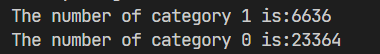 The number of category 1 is:6636
The number of category 0 is:23364